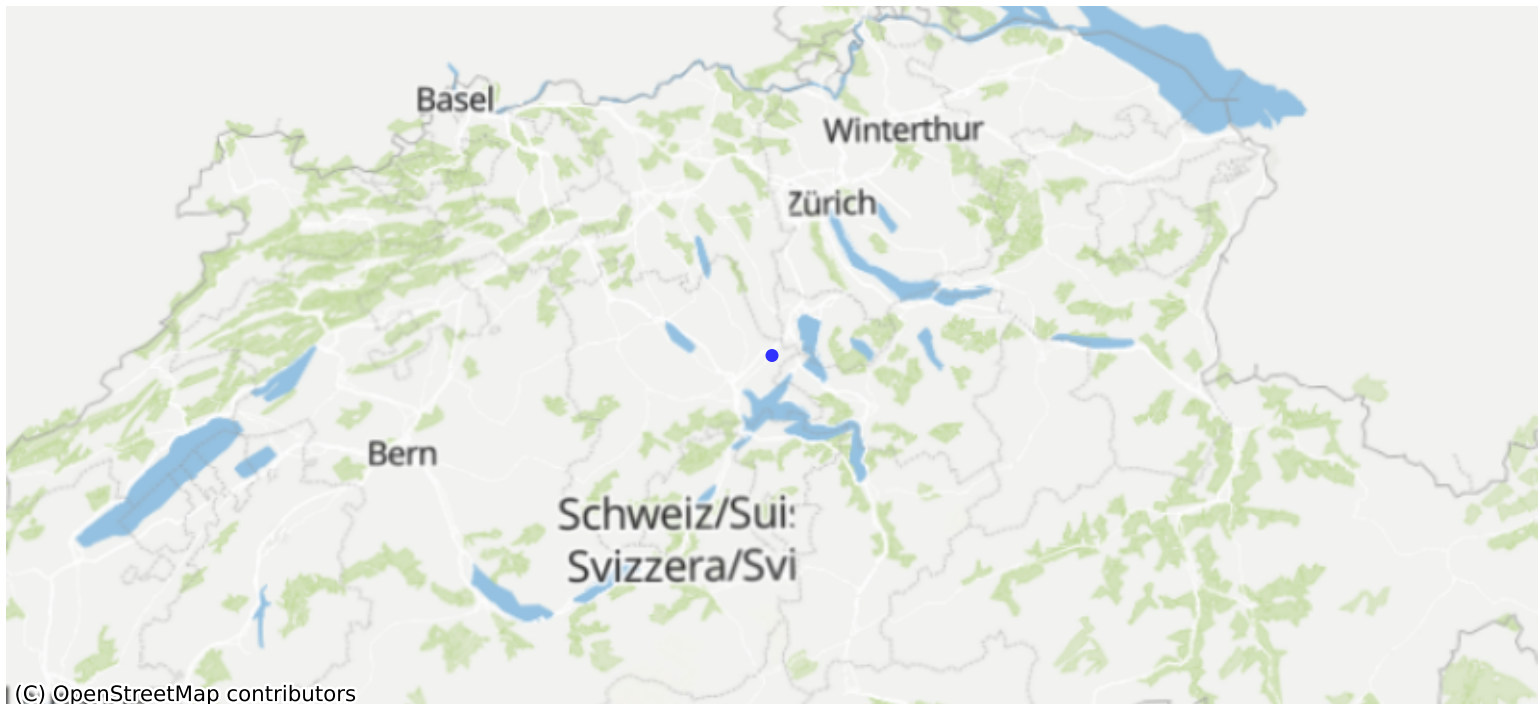 Basel
Winterthur
Zürich
Bern
Schweiz/Sui
Svizzera/Svi
(C) OpenStreetMap contributors